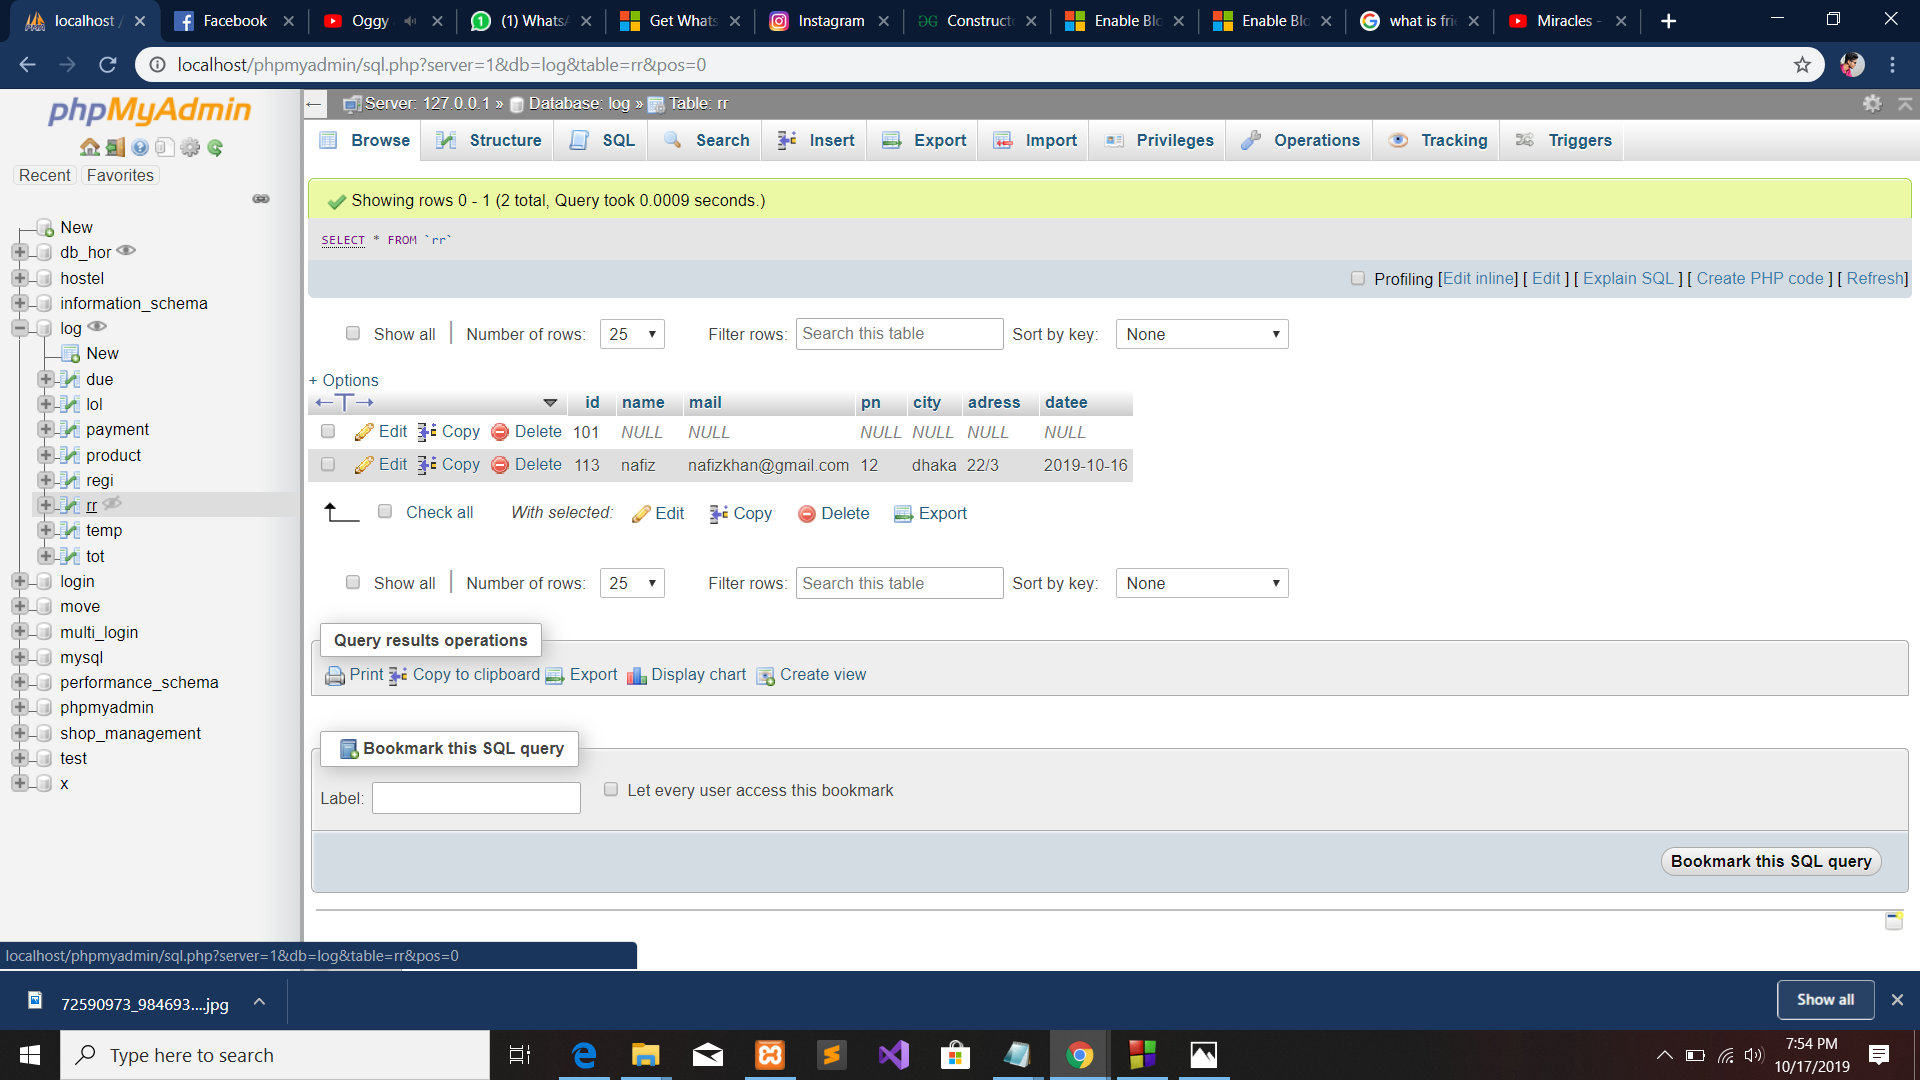 localhost /
Facebook
Oggy
(1) WhatsA
Get Whats
Instagram
Constructo
Enable Blo
Enable Blo
what is frie
Miracles -
localhost/phpmyadmin/sql.php?server=1&db=log&table=rr&pos=0
phpMyAdmin
Recent Favorites
New
db_hor
hostel
information_schema
log
New
due
lol
payment
product
regi
rr
temp
tot
login
move
multi_login
mysql
performance_schema
phpmyadmin
shop_management
test
x
Server: 127.0.0.1 » Database: log » Table: rr
Browse Structure SQL Search Insert Export Import Privileges Operations Tracking Triggers
Showing rows 0 - 1 (2 total, Query took 0.0009 seconds.)
SELECT * FROM `rr`
Profiling [Edit inline] [ Edit ] [ Explain SQL ] [ Create PHP code ] [ Refresh]
Show all | Number of rows: 25 Filter rows: Search this table Sort by key: None
+ Options
←T→ id name mail pn city adress datee
Edit Copy Delete 101 NULL NULL NULL NULL NULL NULL
Edit Copy Delete 113 nafiz nafizkhan@gmail.com 12 dhaka 22/3 2019-10-16
Check all With selected: Edit Copy Delete Export
Show all | Number of rows: 25 Filter rows: Search this table Sort by key: None
Query results operations
Print Copy to clipboard Export Display chart Create view
Bookmark this SQL query
Label: Let every user access this bookmark
Bookmark this SQL query
localhost/phpmyadmin/sql.php?server=1&db=log&table=rr&pos=0
72590973_984693....jpg
Show all
Type here to search
7:54 PM
10/17/2019